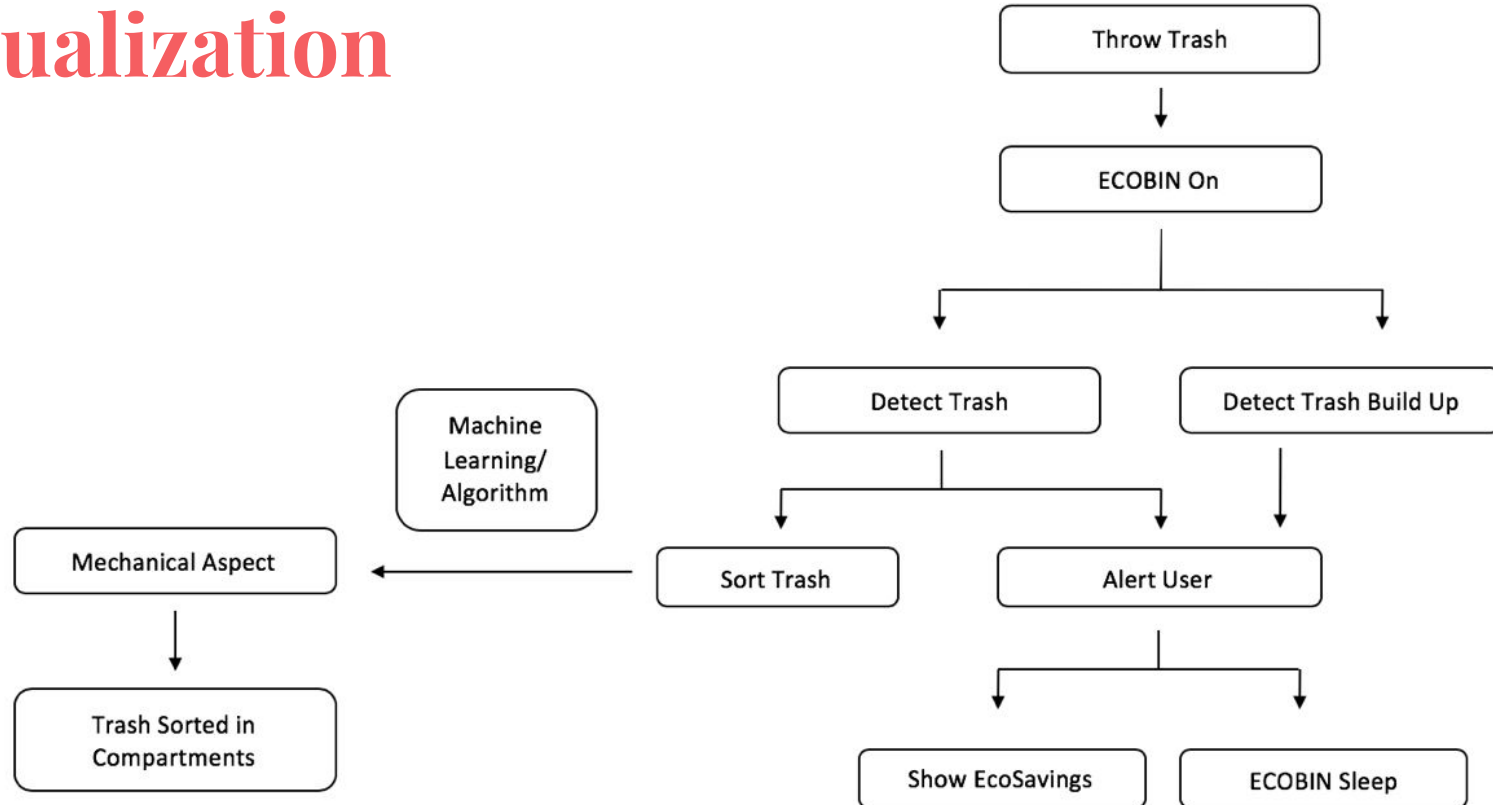 ualization
Throw Trash
ECOBIN On
Detect Trash
Detect Trash Build Up
Machine
Learning/
Algorithm
Mechanical Aspect
Sort Trash
Alert User
Trash Sorted in
Compartments
Show EcoSavings
ECOBIN Sleep